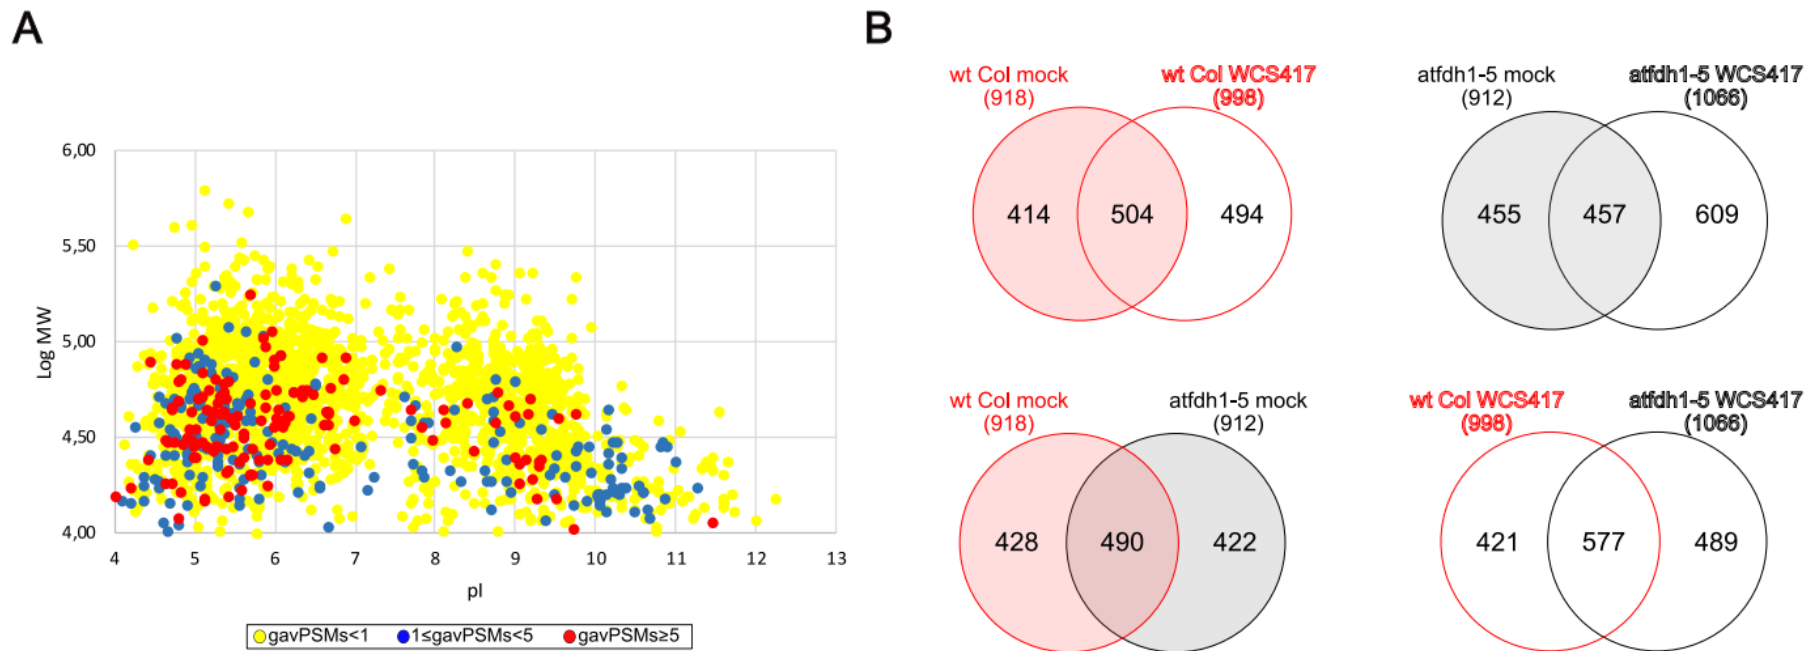 A
6,00
5,50
5,00
4,50
4,00
Log MW
4 5 6 7 8 9 10 11 12 13
pI
gavPSMs<1 1≤gavPSMs<5 gavPSMs≥5
B
wt Col mock
(918)
wt Col WCS417
(998)
414 504 494
atfdh1-5 mock
(912)
atfdh1-5 WCS417
(1066)
455 457 609
wt Col mock
(918)
atfdh1-5 mock
(912)
428 490 422
wt Col WCS417
(998)
atfdh1-5 WCS417
(1066)
421 577 489